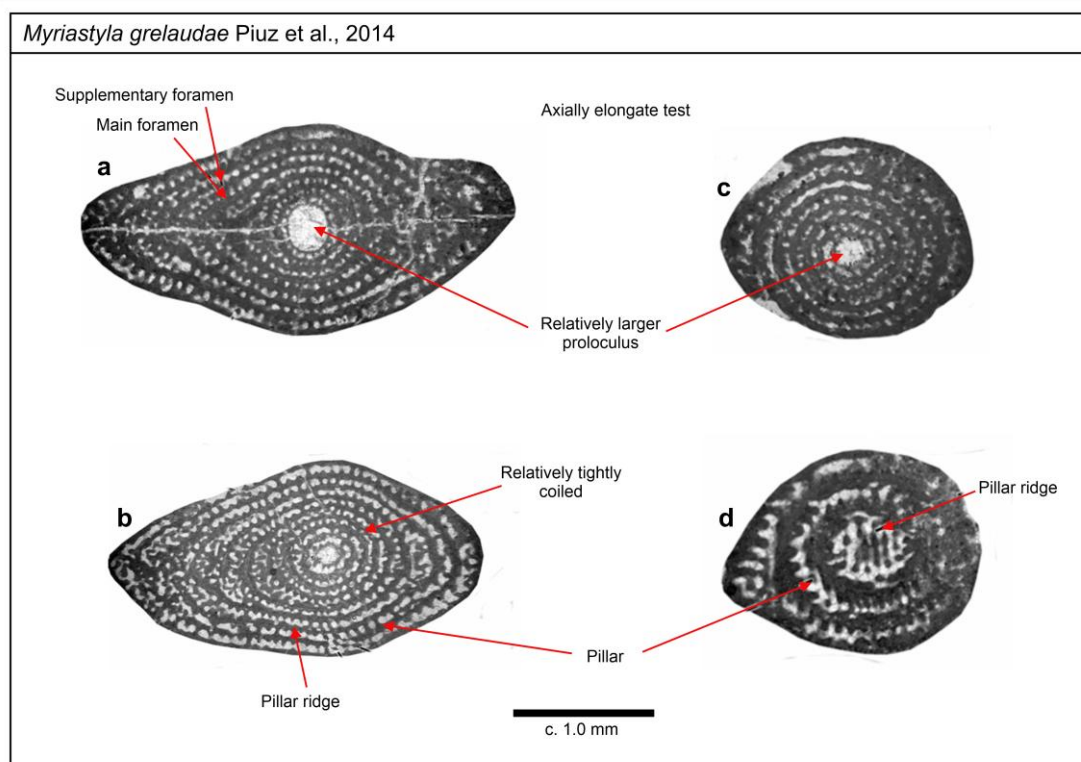 Myriastyla grelaudae Piuz et al., 2014
Supplementary foramen
Main foramen
Axially elongate test
a
c
Relatively larger
proloculus
Relatively tightly
coiled
Pillar ridge
b
d
Pillar
Pillar ridge
c. 1.0 mm